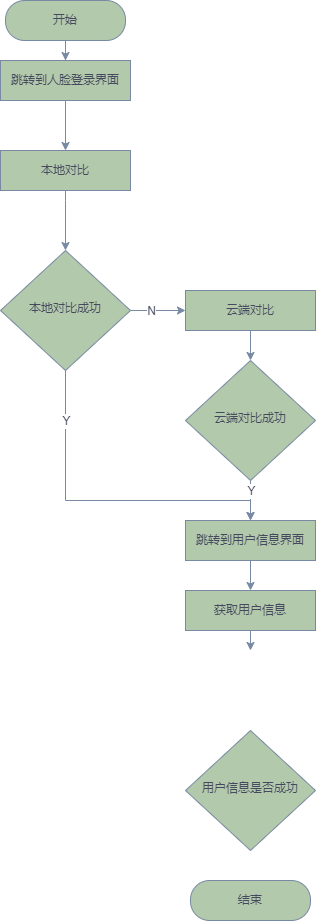 开始
跳转到人脸登录界面
本地对比
本地对比成功
N
云端对比
云端对比成功
Y
Y
跳转到用户信息界面
获取用户信息
用户信息是否成功
结束